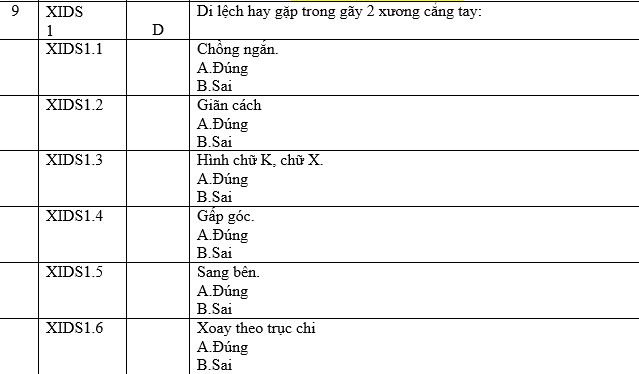 9 XIDS Di lệch hay gặp trong gãy 2 xương cẳng tay:
1 D
XIDS1.1 Chồng ngắn.
A.Đúng
B.Sai
XIDS1.2 Giãn cách
A.Đúng
B.Sai
XIDS1.3 Hình chữ K, chữ X.
A.Đúng
B.Sai
XIDS1.4 Gấp góc.
A.Đúng
B.Sai
XIDS1.5 Sang bên.
A.Đúng
B.Sai
XIDS1.6 Xoay theo trục chi
A.Đúng
B.Sai